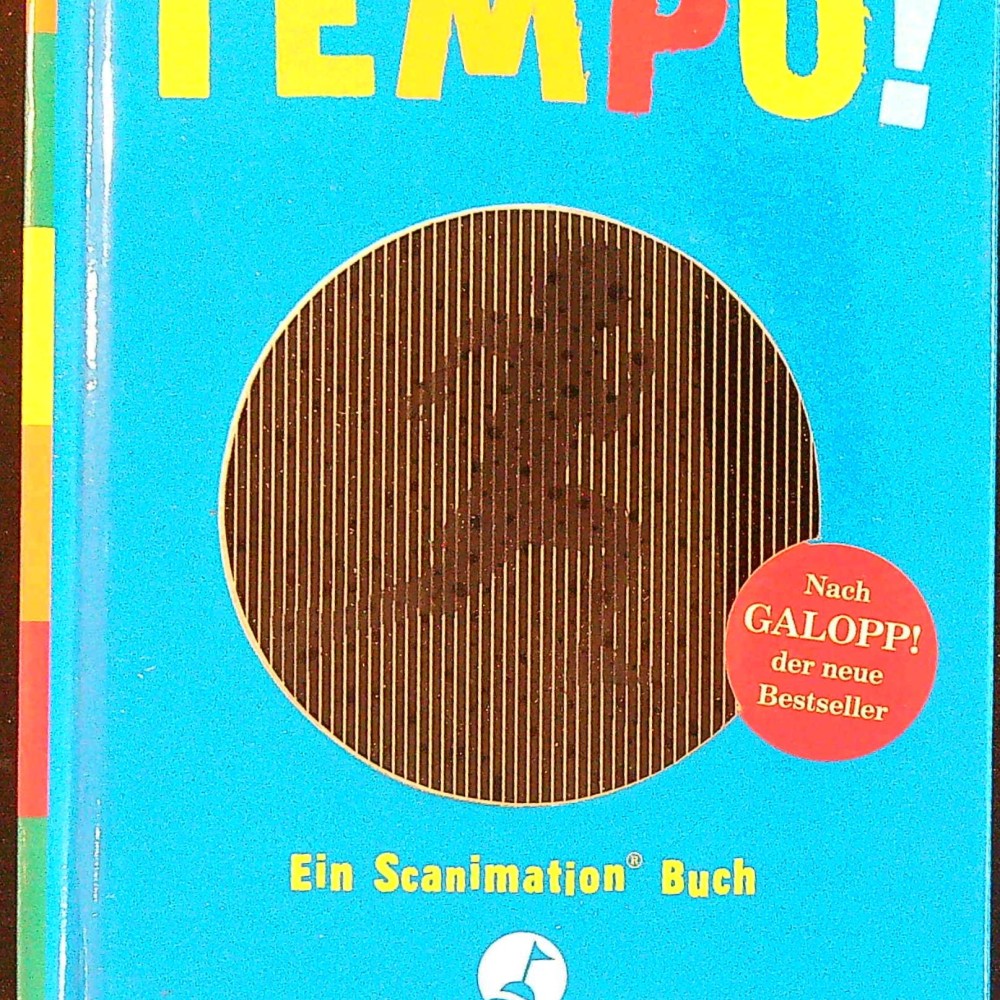 TEMPO!
Nach
GALOPP!
der neue
Bestseller
Ein Scanimation® Buch